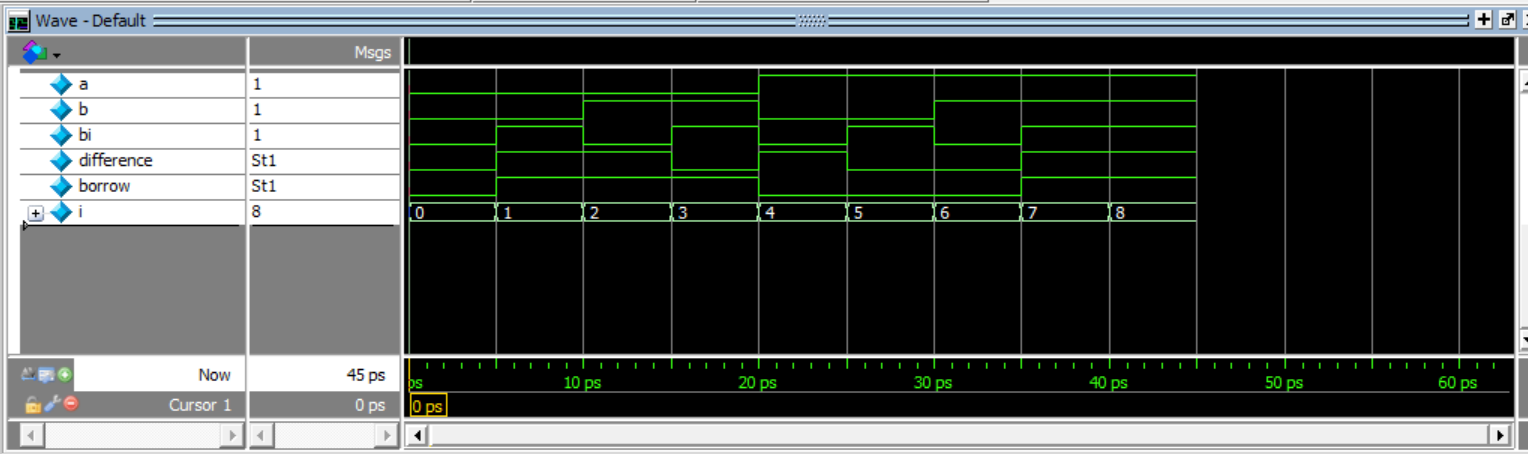 Wave - Default
Msgs
a 1
b 1
bi 1
difference St1
borrow St1
i 8 0 1 2 3 4 5 6 7 8
Now 45 ps ps 10 ps 20 ps 30 ps 40 ps 50 ps 60 ps
Cursor 1 0 ps 0 ps